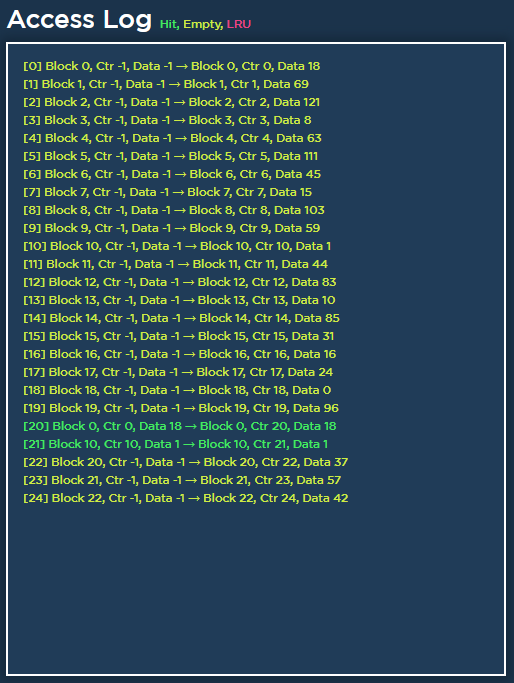 Access Log Hit, Empty, LRU
[0] Block 0, Ctr -1, Data -1 → Block 0, Ctr 0, Data 18
[1] Block 1, Ctr -1, Data -1 → Block 1, Ctr 1, Data 69
[2] Block 2, Ctr -1, Data -1 → Block 2, Ctr 2, Data 121
[3] Block 3, Ctr -1, Data -1 → Block 3, Ctr 3, Data 8
[4] Block 4, Ctr -1, Data -1 → Block 4, Ctr 4, Data 63
[5] Block 5, Ctr -1, Data -1 → Block 5, Ctr 5, Data 111
[6] Block 6, Ctr -1, Data -1 → Block 6, Ctr 6, Data 45
[7] Block 7, Ctr -1, Data -1 → Block 7, Ctr 7, Data 15
[8] Block 8, Ctr -1, Data -1 → Block 8, Ctr 8, Data 103
[9] Block 9, Ctr -1, Data -1 → Block 9, Ctr 9, Data 59
[10] Block 10, Ctr -1, Data -1 → Block 10, Ctr 10, Data 1
[11] Block 11, Ctr -1, Data -1 → Block 11, Ctr 11, Data 44
[12] Block 12, Ctr -1, Data -1 → Block 12, Ctr 12, Data 83
[13] Block 13, Ctr -1, Data -1 → Block 13, Ctr 13, Data 10
[14] Block 14, Ctr -1, Data -1 → Block 14, Ctr 14, Data 85
[15] Block 15, Ctr -1, Data -1 → Block 15, Ctr 15, Data 31
[16] Block 16, Ctr -1, Data -1 → Block 16, Ctr 16, Data 16
[17] Block 17, Ctr -1, Data -1 → Block 17, Ctr 17, Data 24
[18] Block 18, Ctr -1, Data -1 → Block 18, Ctr 18, Data 0
[19] Block 19, Ctr -1, Data -1 → Block 19, Ctr 19, Data 96
[20] Block 0, Ctr 0, Data 18 → Block 0, Ctr 20, Data 18
[21] Block 10, Ctr 10, Data 1 → Block 10, Ctr 21, Data 1
[22] Block 20, Ctr -1, Data -1 → Block 20, Ctr 22, Data 37
[23] Block 21, Ctr -1, Data -1 → Block 21, Ctr 23, Data 57
[24] Block 22, Ctr -1, Data -1 → Block 22, Ctr 24, Data 42